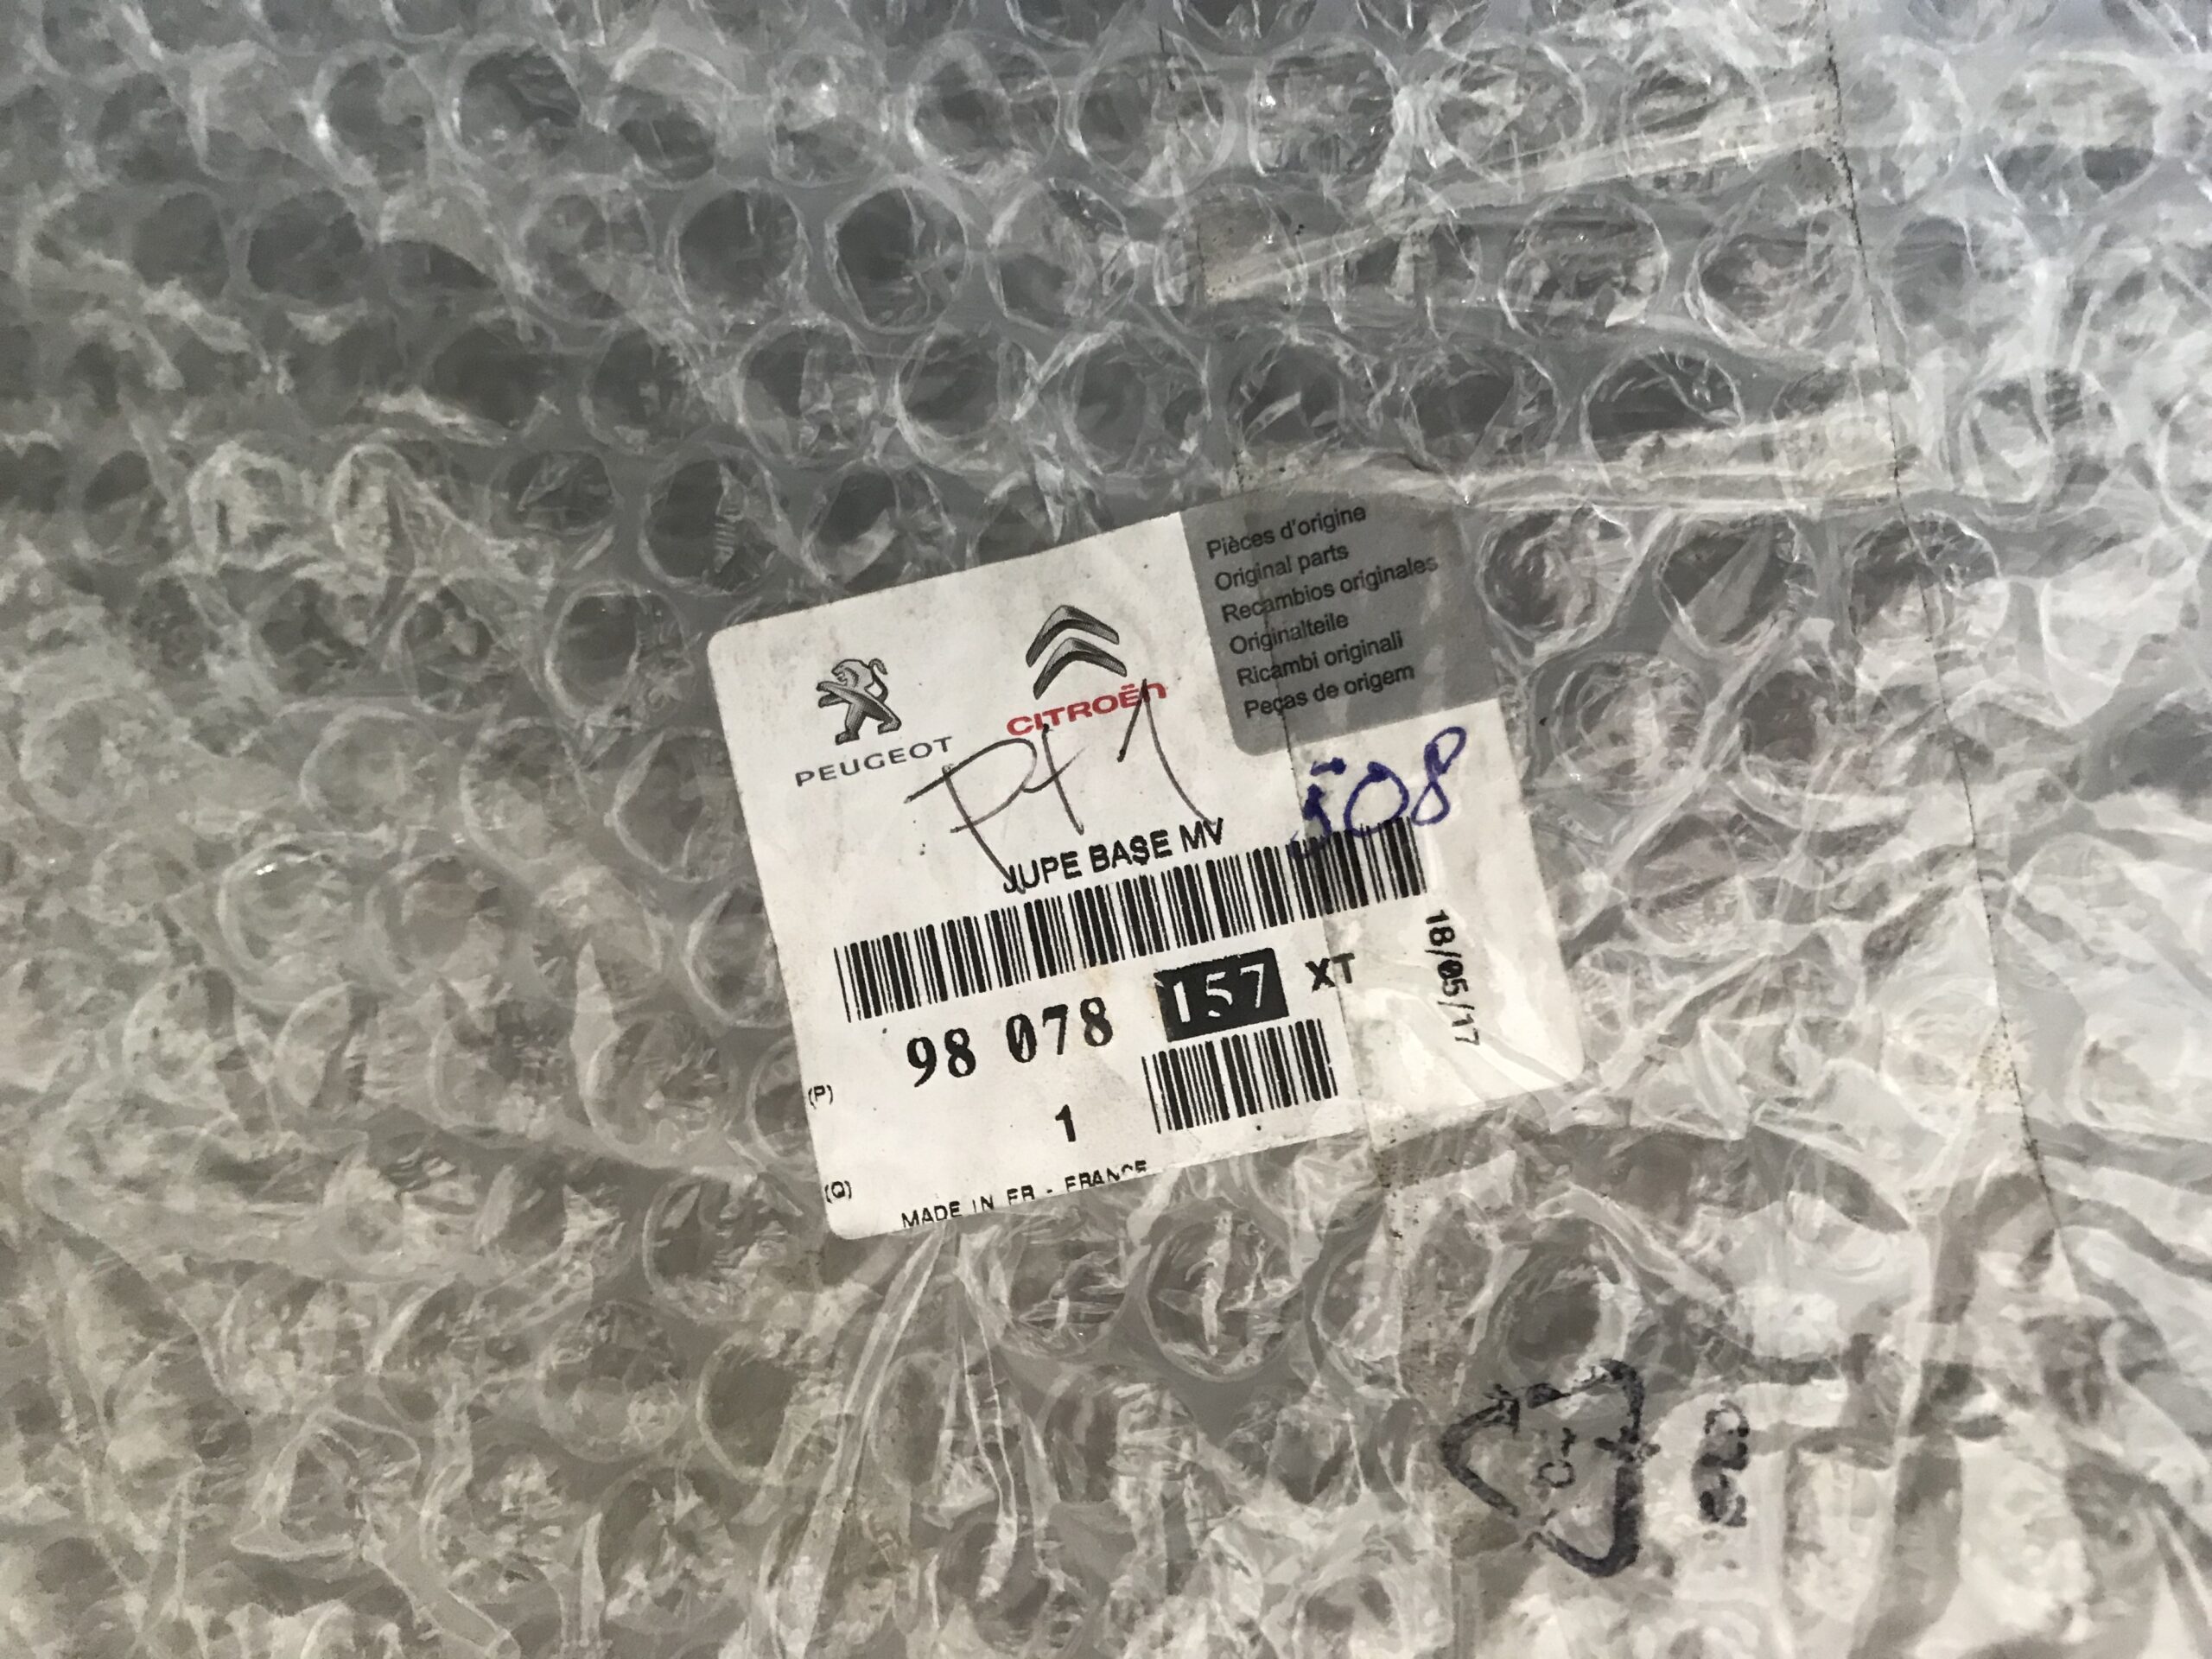 Pièces d'origine
Original parts
Recambios originales
Originalteile
Ricambi originali
Peças de origem
PEUGEOT
CITROËN
508
JUPE BASE MV
98 078 157 XT
18/05/17
(P)
1
(Q)
MADE IN FR - FRANCE